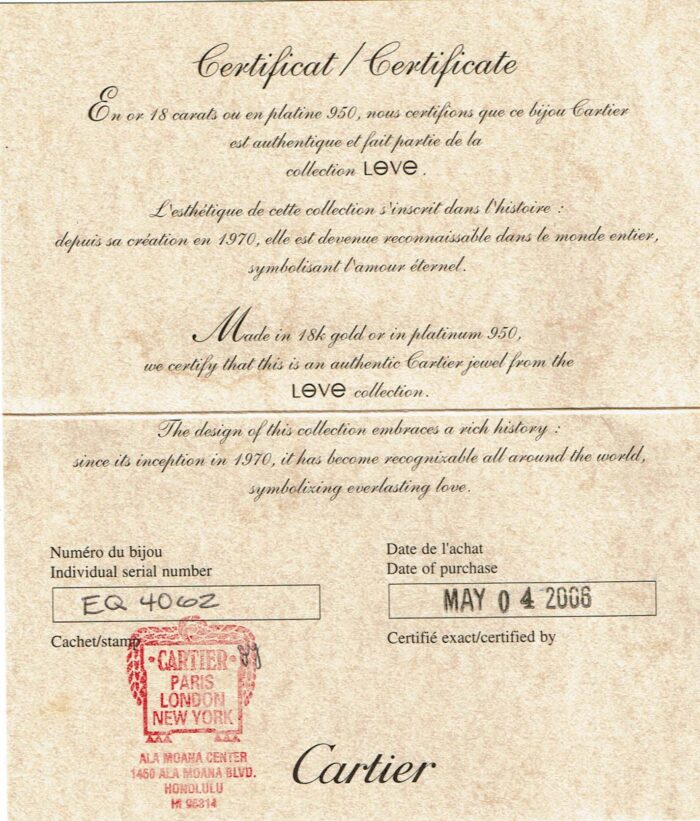 Certificat / Certificate
En or 18 carats ou en platine 950, nous certifions que ce bijou Cartier
est authentique et fait partie de la
collection LOVE.
L'esthétique de cette collection s'inscrit dans l'histoire :
depuis sa création en 1970, elle est devenue reconnaissable dans le monde entier,
symbolisant l'amour éternel.
Made in 18k gold or in platinum 950,
we certify that this is an authentic Cartier jewel from the
LOVE collection.
The design of this collection embraces a rich history :
since its inception in 1970, it has become recognizable all around the world,
symbolizing everlasting love.
Numéro du bijou
Individual serial number
EQ 4062
Date de l'achat
Date of purchase
MAY 04 2006
Cachet/stamp
Certifié exact/certified by
CARTIER
PARIS
LONDON
NEW YORK
ALA MOANA CENTER
1450 ALA MOANA BLVD.
HONOLULU
HI 96814
Cartier